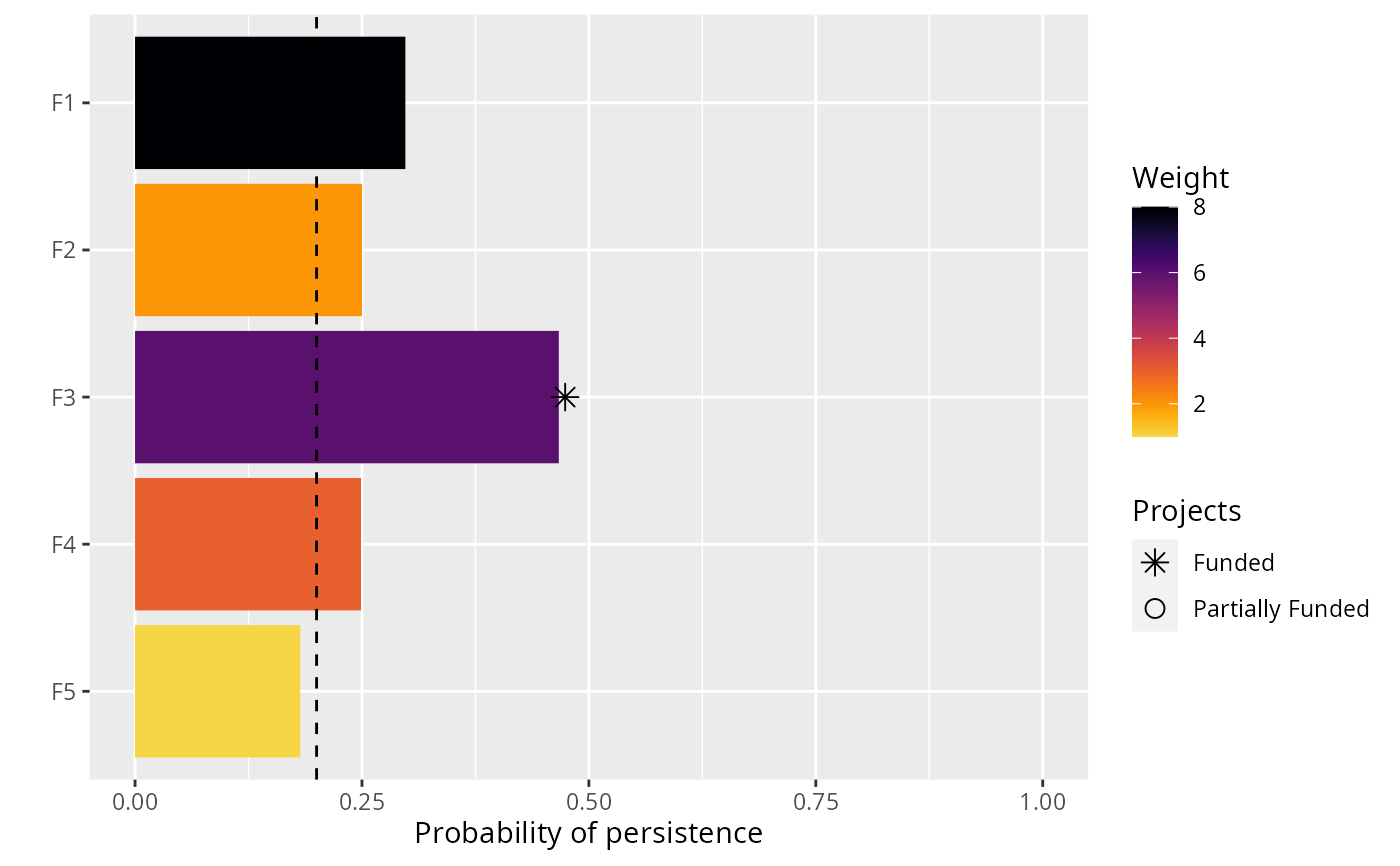 F1
F2
F3
F4
F5
0.00
0.25
0.50
0.75
1.00
Probability of persistence
Weight
8
6
4
2
Projects
Funded
Partially Funded